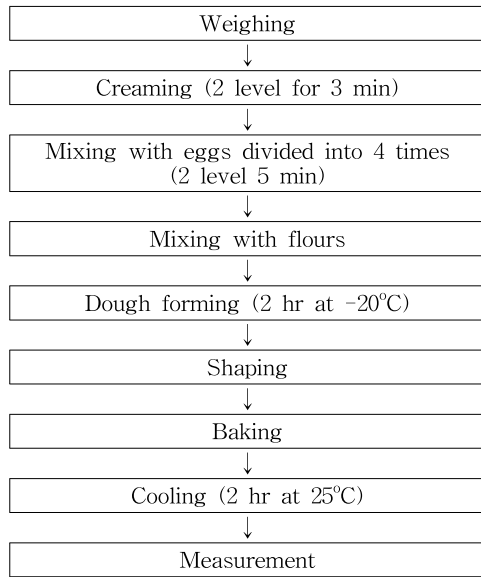 Weighing
Creaming (2 level for 3 min)
Mixing with eggs divided into 4 times
(2 level 5 min)
Mixing with flours
Dough forming (2 hr at -20°C)
Shaping
Baking
Cooling (2 hr at 25°C)
Measurement